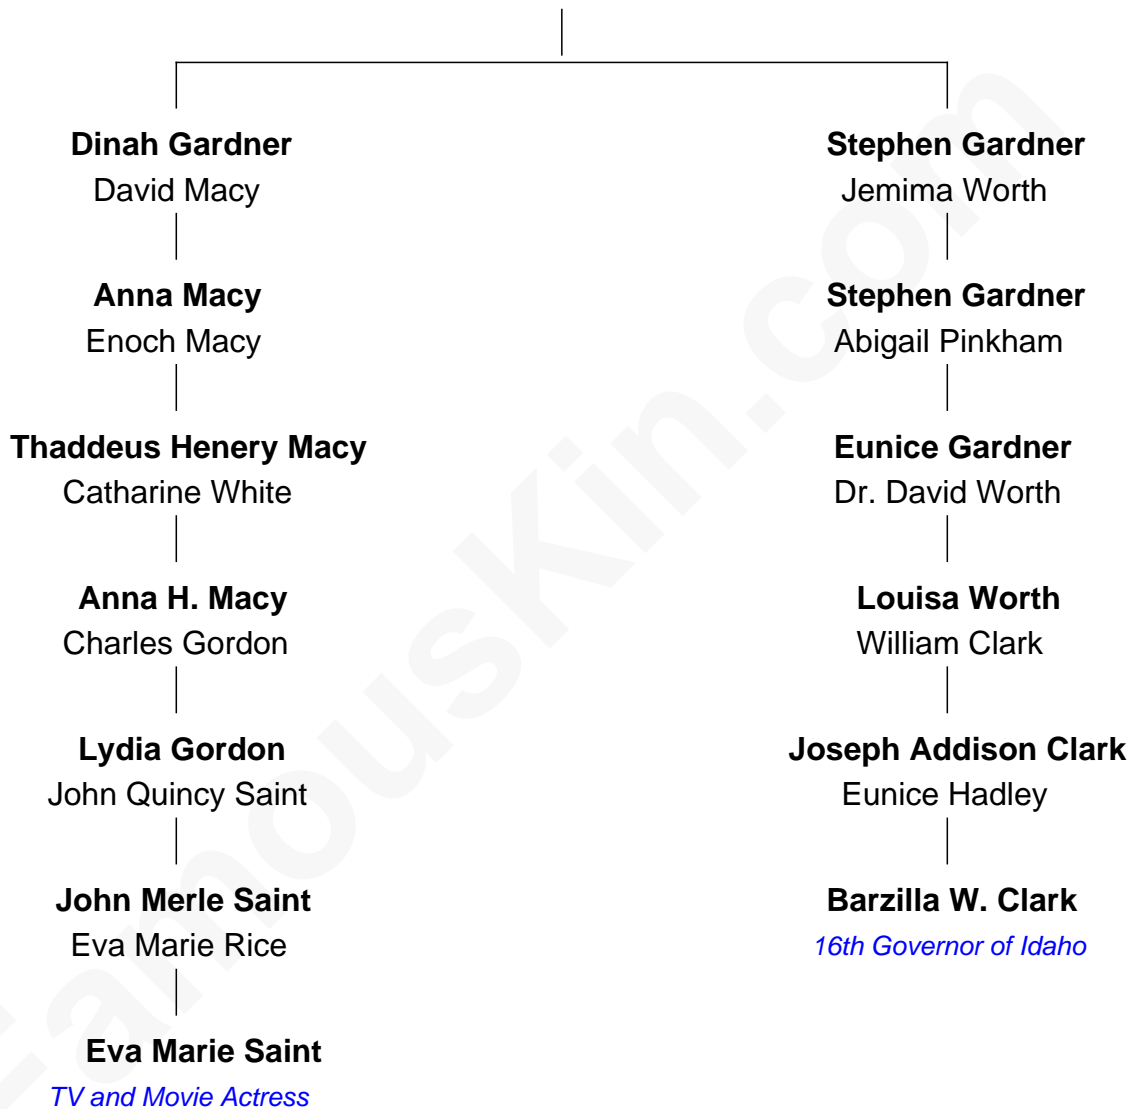 Dinah Gardner
David Macy
Stephen Gardner
Jemima Worth
Anna Macy
Enoch Macy
Stephen Gardner
Abigail Pinkham
Thaddeus Henery Macy
Catharine White
Eunice Gardner
Dr. David Worth
Anna H. Macy
Charles Gordon
Louisa Worth
William Clark
Lydia Gordon
John Quincy Saint
Joseph Addison Clark
Eunice Hadley
John Merle Saint
Eva Marie Rice
Barzilla W. Clark
16th Governor of Idaho
Eva Marie Saint
TV and Movie Actress
FamousKin.com